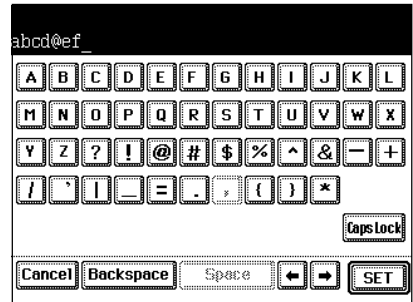 abcd@ef_
A B C D E F G H I J K L
M N O P Q R S T U V W X
Y Z ? ! @ # $ % ^ & — +
/ ` | _ = . , { } *
Caps Lock
Cancel Backspace Space ← → SET